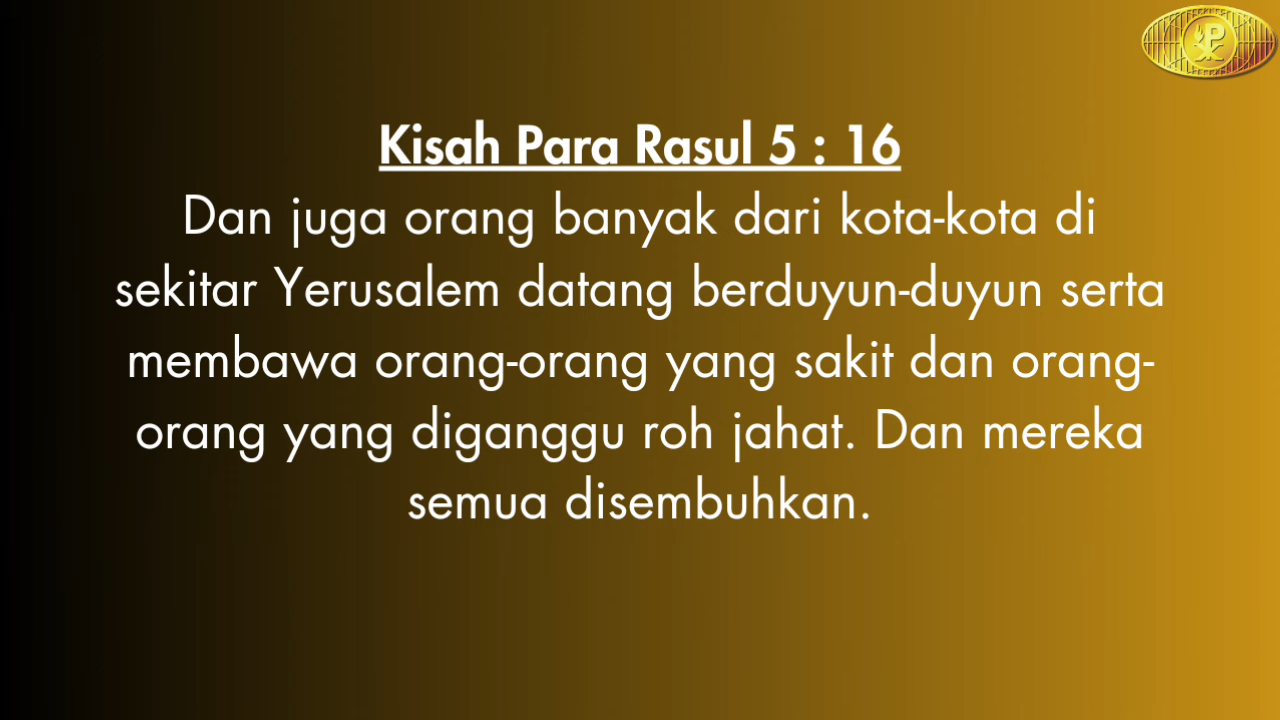 Kisah Para Rasul 5 : 16
Dan juga orang banyak dari kota-kota di
sekitar Yerusalem datang berduyun-duyun serta
membawa orang-orang yang sakit dan orang-
orang yang diganggu roh jahat. Dan mereka
semua disembuhkan.